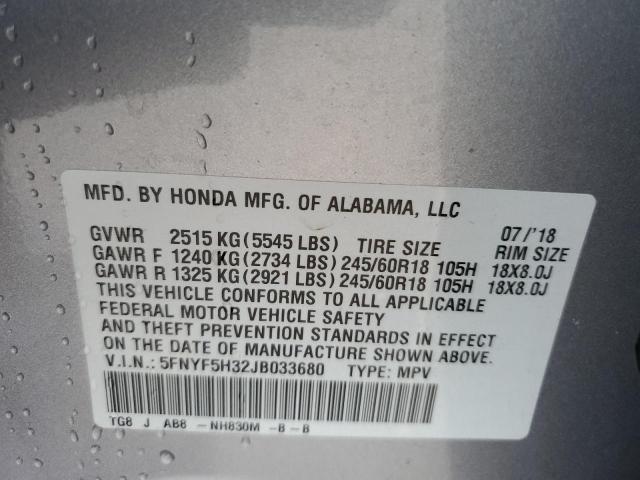 MFD. BY HONDA MFG. OF ALABAMA, LLC 07/'18
GVWR 2515 KG (5545 LBS) TIRE SIZE RIM SIZE
GAWR F 1240 KG (2734 LBS) 245/60R18 105H 18X8.0J
GAWR R 1325 KG (2921 LBS) 245/60R18 105H 18X8.0J
THIS VEHICLE CONFORMS TO ALL APPLICABLE
FEDERAL MOTOR VEHICLE SAFETY
AND THEFT PREVENTION STANDARDS IN EFFECT
ON THE DATE OF MANUFACTURE SHOWN ABOVE.
V.I.N.: 5FNYF5H32JB033680 TYPE: MPV
TG8 J AB8 - NH830M - B - B